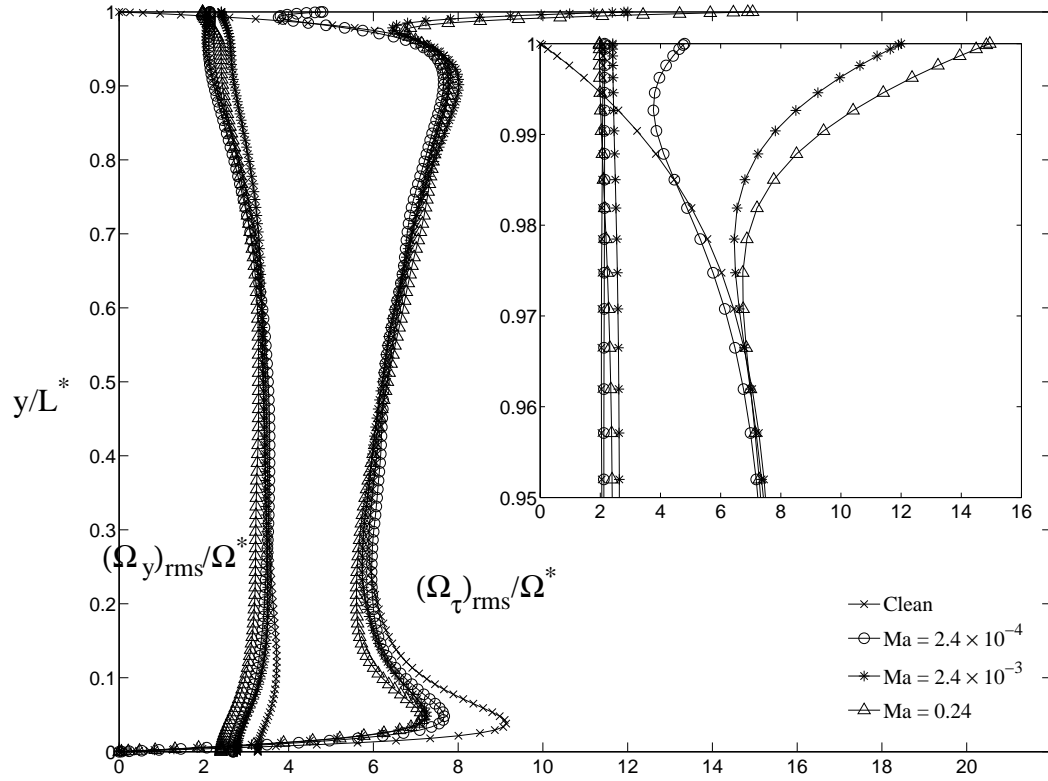 1
0.9
0.8
0.7
0.6
0.5
0.4
0.3
0.2
0.1
0
y/L*
0 2 4 6 8 10 12 14 16 18 20
1
0.99
0.98
0.97
0.96
0.95
0 2 4 6 8 10 12 14 16
(Ω_y)_rms/Ω*
(Ω_τ)_rms/Ω*
Clean
Ma = 2.4 × 10⁻⁴
Ma = 2.4 × 10⁻³
Ma = 0.24